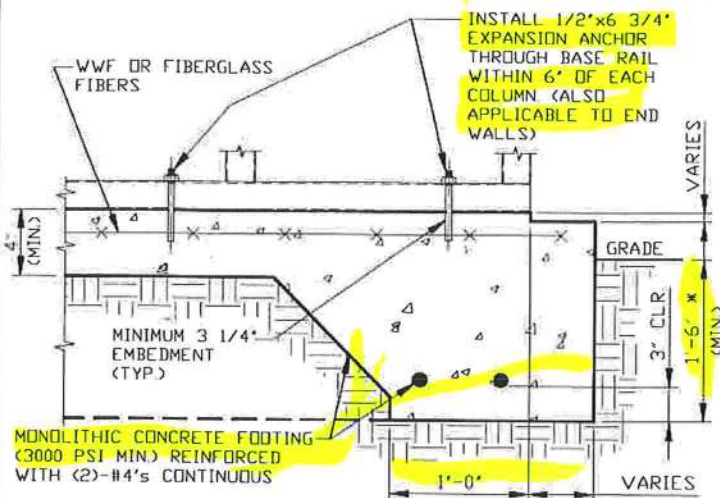 INSTALL 1/2"x6 3/4"
EXPANSION ANCHOR
THROUGH BASE RAIL
WITHIN 6" OF EACH
COLUMN (ALSO
APPLICABLE TO END
WALLS)
WWF OR FIBERGLASS
FIBERS
VARIES
4"
(MIN.)
GRADE
MINIMUM 3 1/4"
EMBEDMENT
(TYP.)
3" CLR
1'-6" *
(MIN.)
MONOLITHIC CONCRETE FOOTING
(3000 PSI MIN.) REINFORCED
WITH (2)-#4's CONTINUOUS
1'-0"
VARIES